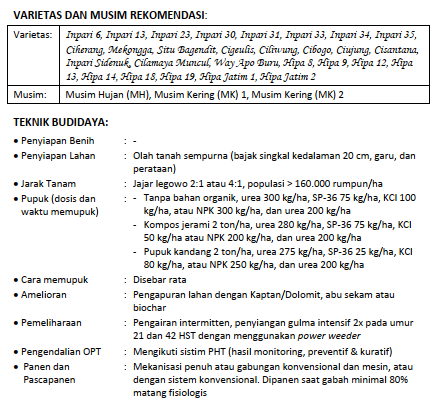 VARIETAS DAN MUSIM REKOMENDASI:
Varietas: Inpari 6, Inpari 13, Inpari 23, Inpari 30, Inpari 31, Inpari 33, Inpari 34, Inpari 35,
Ciherang, Mekongga, Situ Bagendit, Cigeulis, Ciliwung, Cibogo, Ciujung, Cisantana,
Inpari Sidenuk, Cilamaya Muncul, Way Apo Buru, Hipa 8, Hipa 9, Hipa 12, Hipa
13, Hipa 14, Hipa 18, Hipa 19, Hipa Jatim 1, Hipa Jatim 2
Musim: Musim Hujan (MH), Musim Kering (MK) 1, Musim Kering (MK) 2
TEKNIK BUDIDAYA:
• Penyiapan Benih : -
• Penyiapan Lahan : Olah tanah sempurna (bajak singkal kedalaman 20 cm, garu, dan
perataan)
• Jarak Tanam : Jajar legowo 2:1 atau 4:1, populasi > 160.000 rumpun/ha
• Pupuk (dosis dan : - Tanpa bahan organik, urea 300 kg/ha, SP-36 75 kg/ha, KCl 100
waktu memupuk) kg/ha, atau NPK 300 kg/ha, dan urea 200 kg/ha
- Kompos jerami 2 ton/ha, urea 280 kg/ha, SP-36 75 kg/ha, KCl
50 kg/ha atau NPK 200 kg/ha, dan urea 200 kg/ha
- Pupuk kandang 2 ton/ha, urea 275 kg/ha, SP-36 25 kg/ha, KCl
80 kg/ha, atau NPK 250 kg/ha, dan urea 200 kg/ha
• Cara memupuk : Disebar rata
• Amelioran : Pengapuran lahan dengan Kaptan/Dolomit, abu sekam atau
biochar
• Pemeliharaan : Pengairan intermitten, penyiangan gulma intensif 2x pada umur
21 dan 42 HST dengan menggunakan power weeder
• Pengendalian OPT : Mengikuti sistim PHT (hasil monitoring, preventif & kuratif)
• Panen dan : Mekanisasi penuh atau gabungan konvensional dan mesin, atau
Pascapanen dengan sistem konvensional. Dipanen saat gabah minimal 80%
matang fisiologis